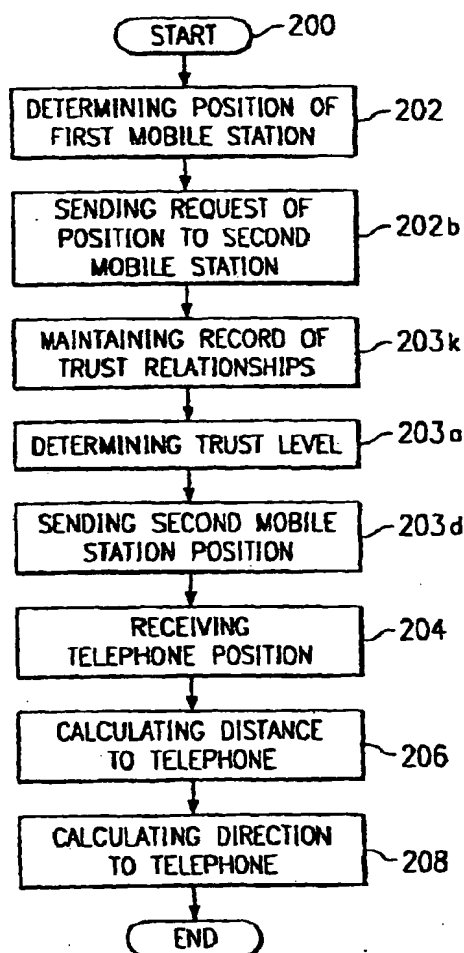 START 200
DETERMINING POSITION OF
FIRST MOBILE STATION
202
SENDING REQUEST OF
POSITION TO SECOND
MOBILE STATION
202b
MAINTAINING RECORD OF
TRUST RELATIONSHIPS
203k
DETERMINING TRUST LEVEL
203a
SENDING SECOND MOBILE
STATION POSITION
203d
RECEIVING
TELEPHONE POSITION
204
CALCULATING DISTANCE
TO TELEPHONE
206
CALCULATING DIRECTION
TO TELEPHONE
208
END